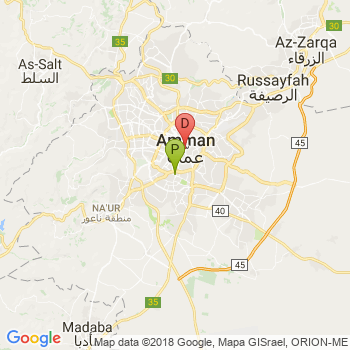 35
Az-Zarqa
الزرقاء
As-Salt
السلط
30
Russayfah
الرصيفة
D
Amman
عمان
P
45
30
NA'UR
منطقة ناعور
40
45
35
Madaba
مأدبا
Google
Map data ©2018 Google, Mapa GISrael, ORION-ME